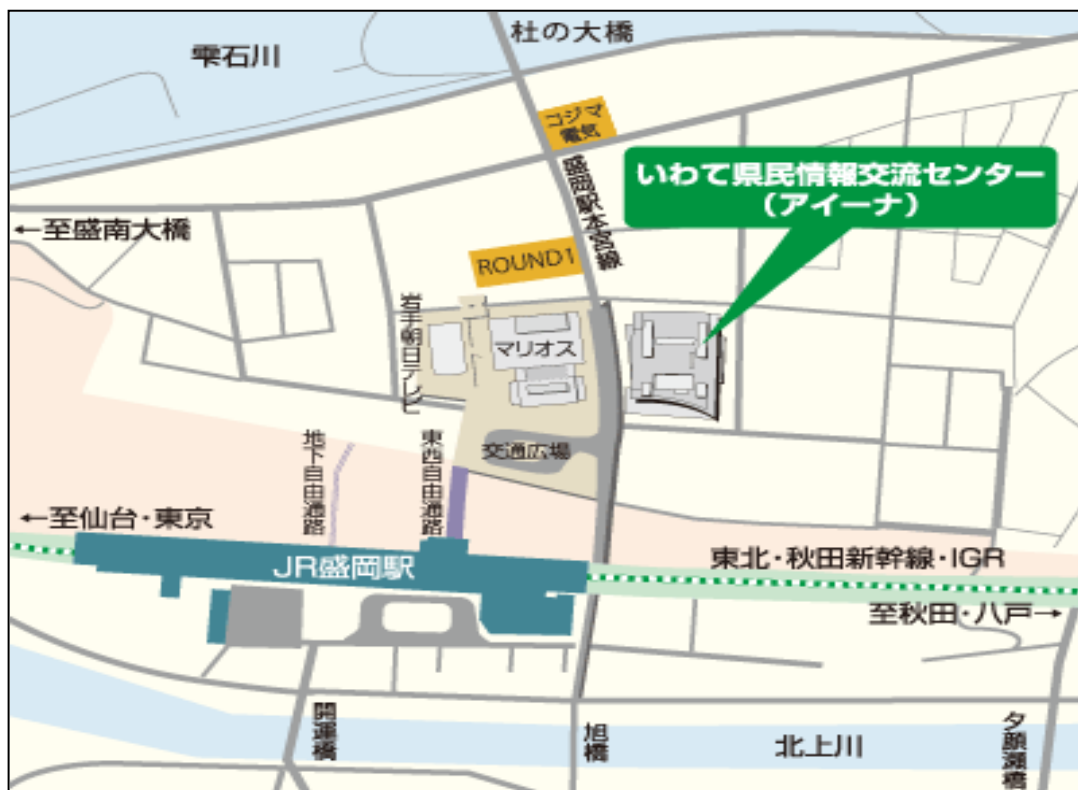 杜の大橋
雫石川
コジマ
電気
いわて県民情報交流センター
（アイーナ）
盛岡駅本宮線
←至盛南大橋
ROUND1
岩手朝日テレビ
マリオス
交通広場
地下自由通路
東西自由通路
←至仙台・東京
JR盛岡駅
東北・秋田新幹線・IGR
至秋田・八戸→
開運橋
旭橋
北上川
夕顔瀬橋